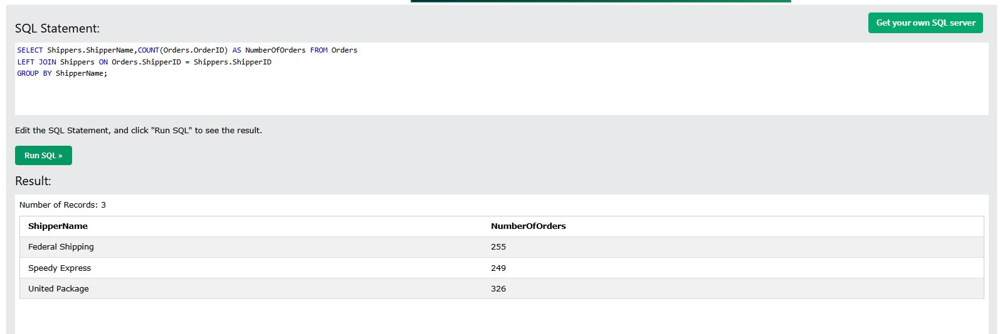 SQL Statement:
Get your own SQL server
SELECT Shippers.ShipperName,COUNT(Orders.OrderID) AS NumberOfOrders FROM Orders
LEFT JOIN Shippers ON Orders.ShipperID = Shippers.ShipperID
GROUP BY ShipperName;
Edit the SQL Statement, and click "Run SQL" to see the result.
Run SQL »
Result:
Number of Records: 3
ShipperName NumberOfOrders
Federal Shipping 255
Speedy Express 249
United Package 326